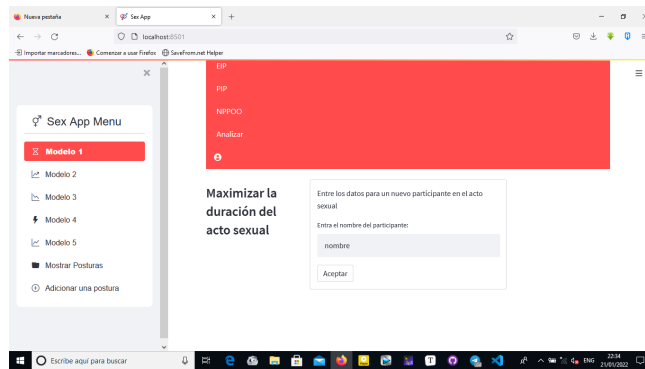 Nueva pestaña
Sex App
localhost:8501
Importar marcadores...
Comenzar a usar Firefox
SaveFrom.net Helper
EIP
PIP
NPPOO
Analizar
Sex App Menu
Modelo 1
Modelo 2
Modelo 3
Modelo 4
Modelo 5
Mostrar Posturas
Adicionar una postura
Maximizar la
duración del
acto sexual
Entre los datos para un nuevo participante en el acto
sexual
Entra el nombre del participante:
nombre
Aceptar
Escribe aquí para buscar
ENG
22:34
21/01/2022